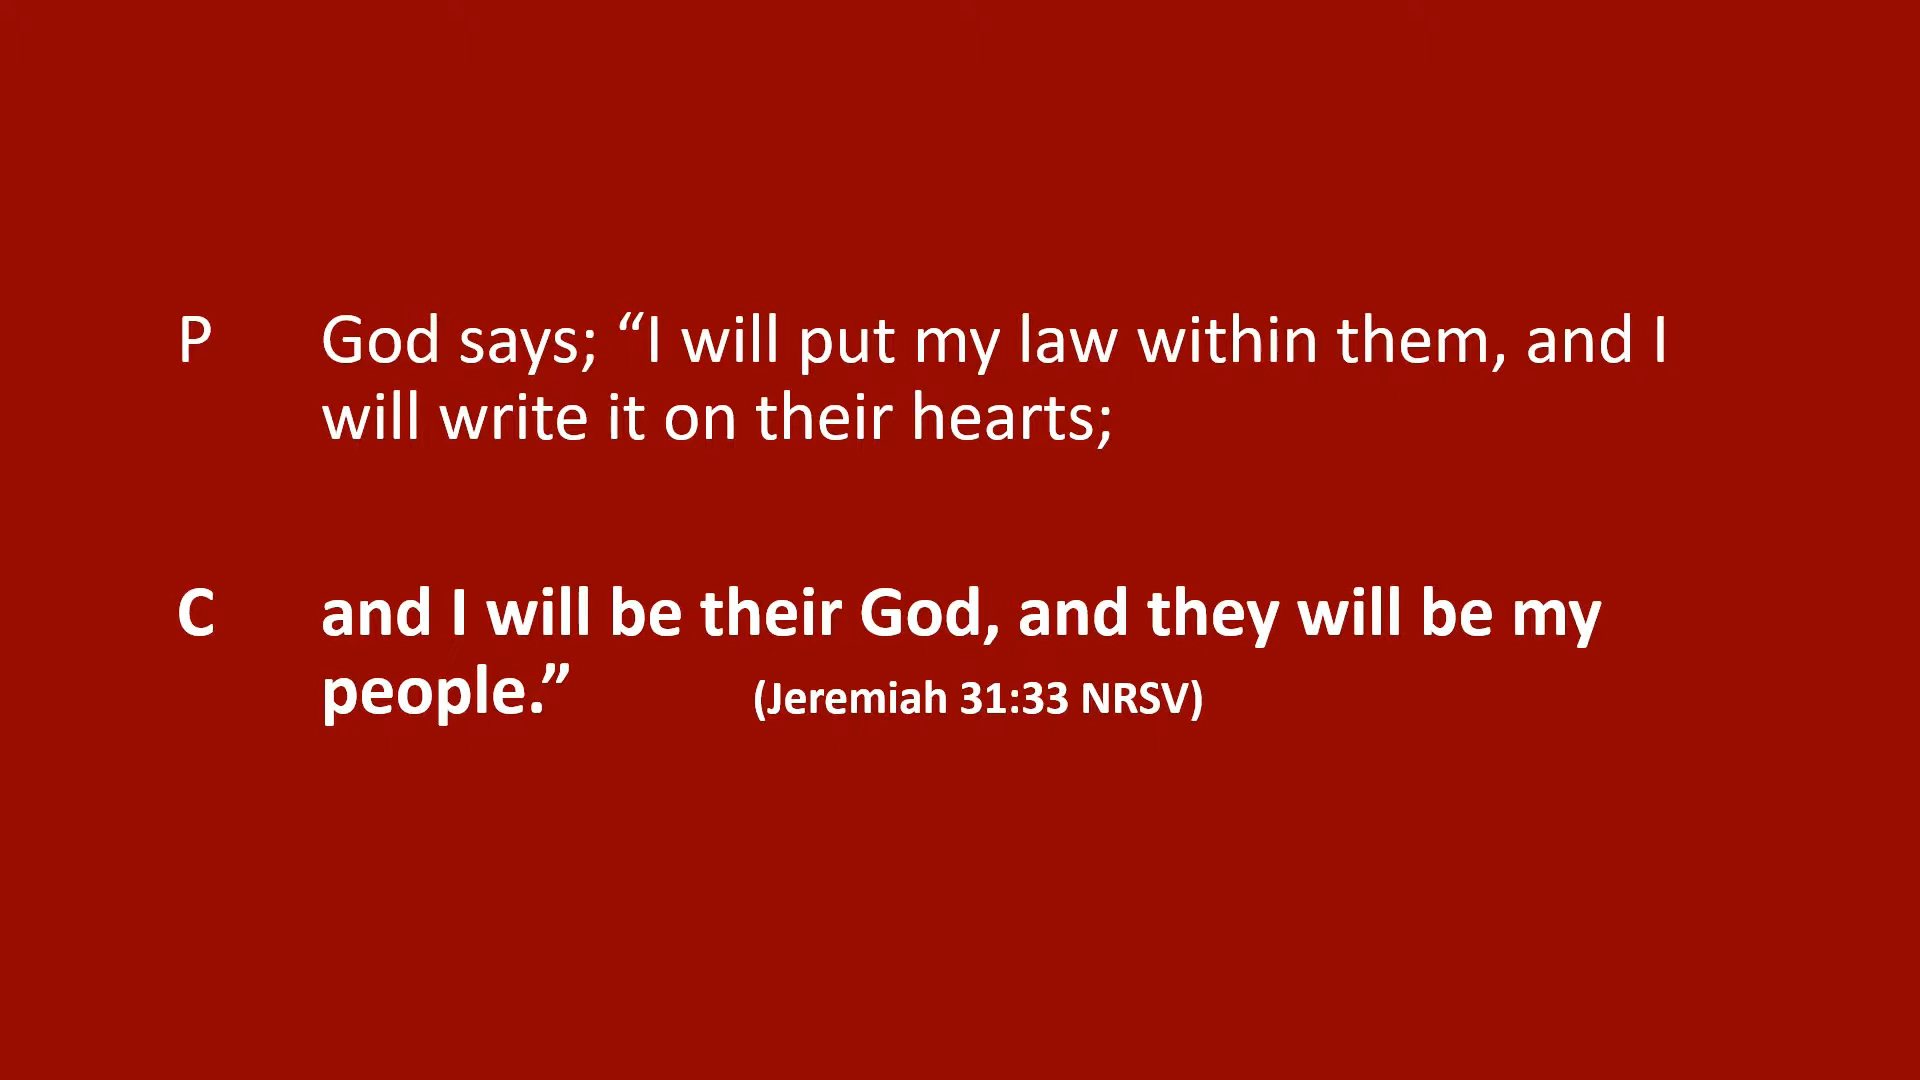 P God says; “I will put my law within them, and I
will write it on their hearts;
C and I will be their God, and they will be my
people.” (Jeremiah 31:33 NRSV)